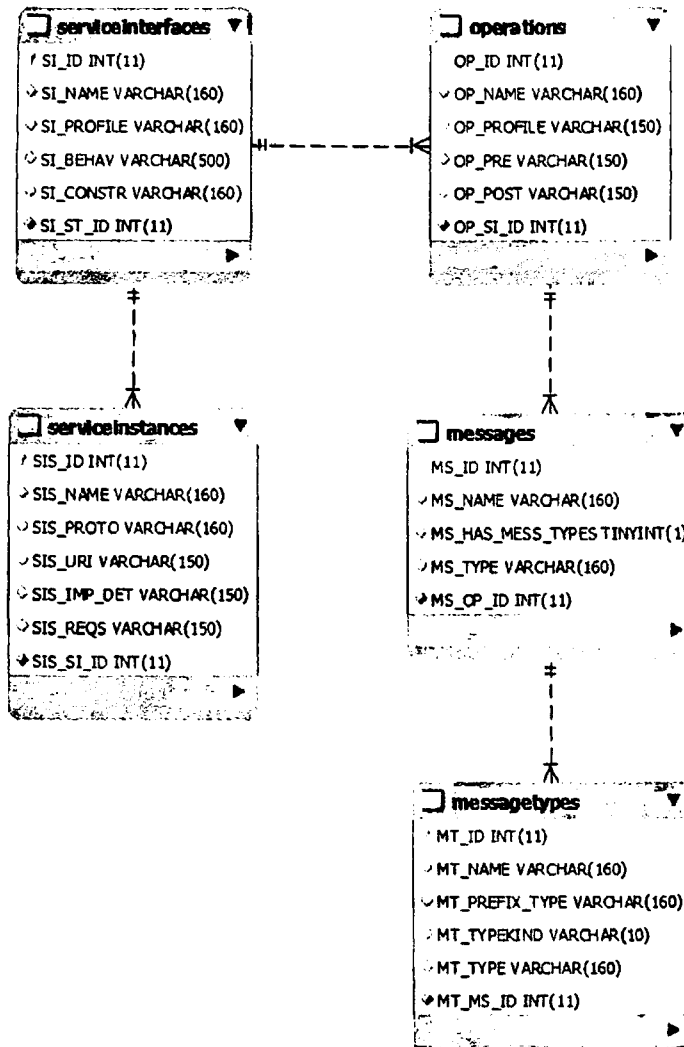 serviceinterfaces
SI_ID INT(11)
SI_NAME VARCHAR(160)
SI_PROFILE VARCHAR(160)
SI_BEHAV VARCHAR(500)
SI_CONSTR VARCHAR(160)
SI_ST_ID INT(11)
operations
OP_ID INT(11)
OP_NAME VARCHAR(160)
OP_PROFILE VARCHAR(150)
OP_PRE VARCHAR(150)
OP_POST VARCHAR(150)
OP_SI_ID INT(11)
serviceinstances
SIS_ID INT(11)
SIS_NAME VARCHAR(160)
SIS_PROTO VARCHAR(160)
SIS_URI VARCHAR(150)
SIS_IMP_DET VARCHAR(150)
SIS_REQS VARCHAR(150)
SIS_SI_ID INT(11)
messages
MS_ID INT(11)
MS_NAME VARCHAR(160)
MS_HAS_MESS_TYPES TINYINT(1)
MS_TYPE VARCHAR(160)
MS_OP_ID INT(11)
messagetypes
MT_ID INT(11)
MT_NAME VARCHAR(160)
MT_PREFIX_TYPE VARCHAR(160)
MT_TYPEKIND VARCHAR(10)
MT_TYPE VARCHAR(160)
MT_MS_ID INT(11)